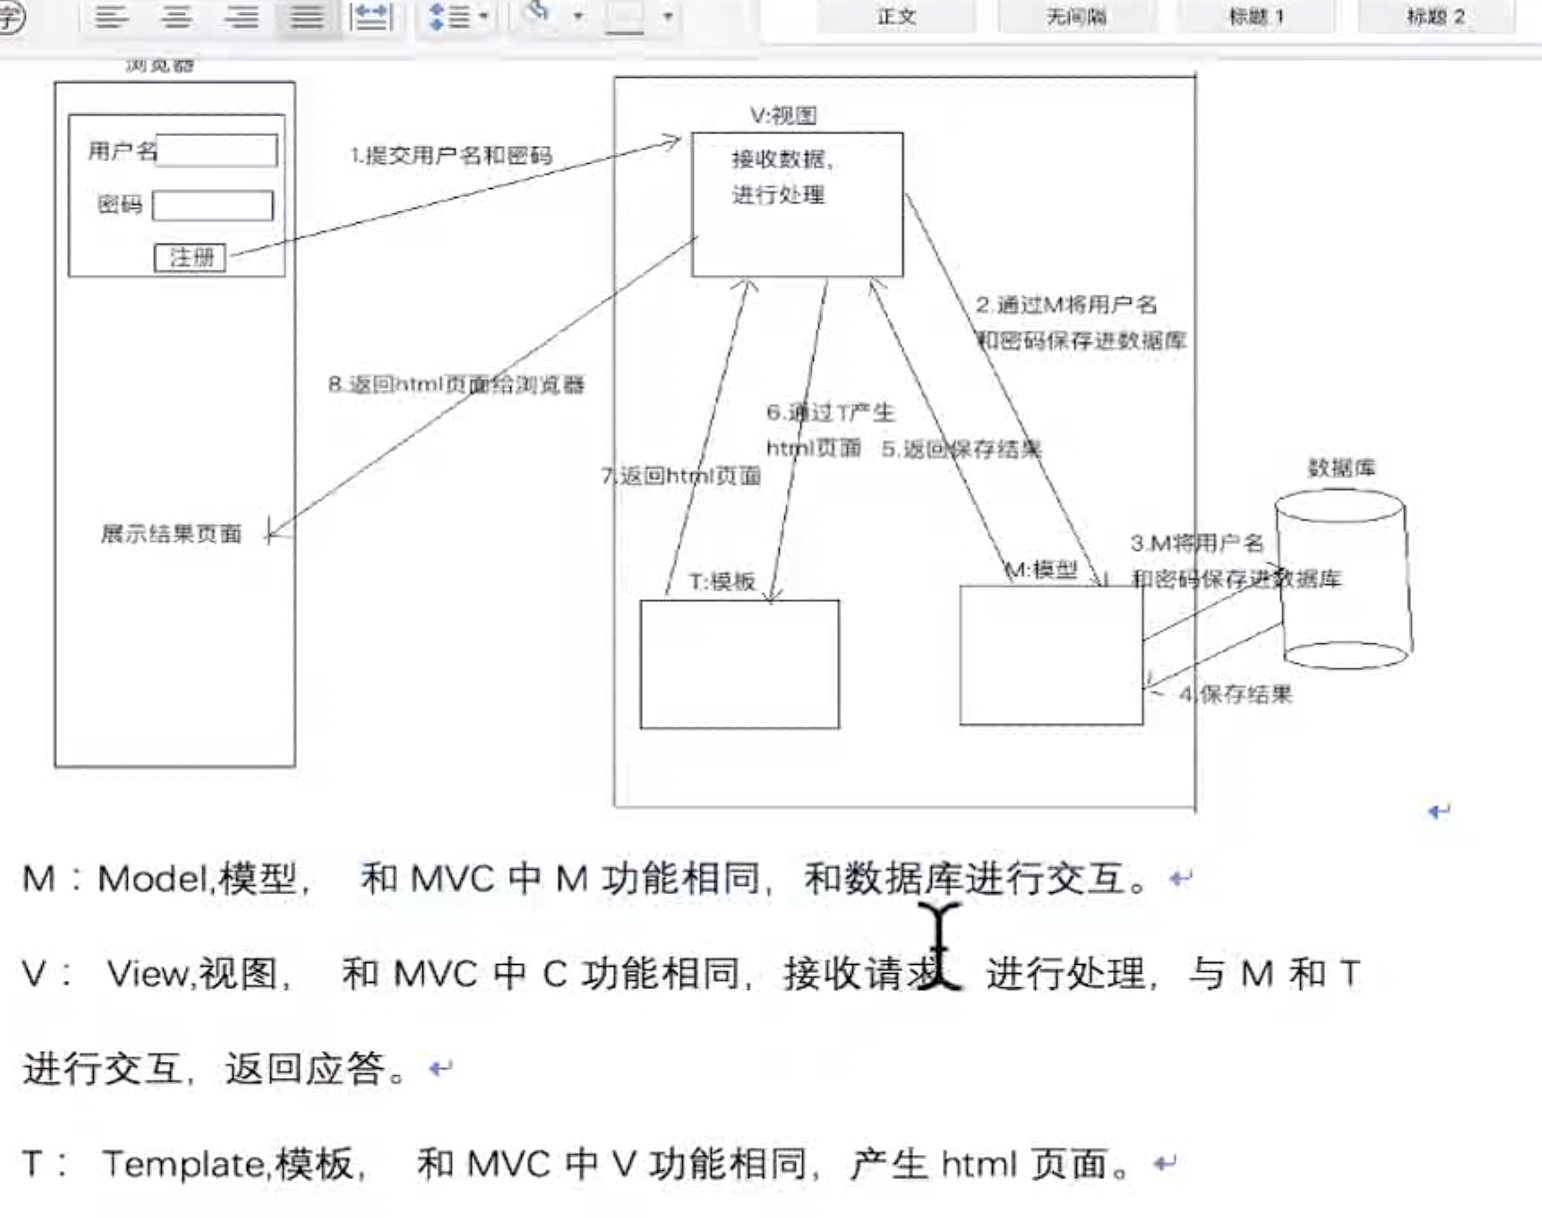 字
正文
无间隔
标题 1
标题 2
浏览器
用户名
密码
注册
展示结果页面
1.提交用户名和密码
V:视图
接收数据，
进行处理
2.通过M将用户名
和密码保存进数据库
8.返回html页面给浏览器
6.通过T产生
html页面
5.返回保存结果
7.返回html页面
数据库
3.M将用户名
和密码保存进数据库
T:模板
M:模型
4.保存结果
M：Model,模型， 和 MVC 中 M 功能相同，和数据库进行交互。
V： View,视图， 和 MVC 中 C 功能相同，接收请求 进行处理，与 M 和 T
进行交互，返回应答。
T： Template,模板， 和 MVC 中 V 功能相同，产生 html 页面。